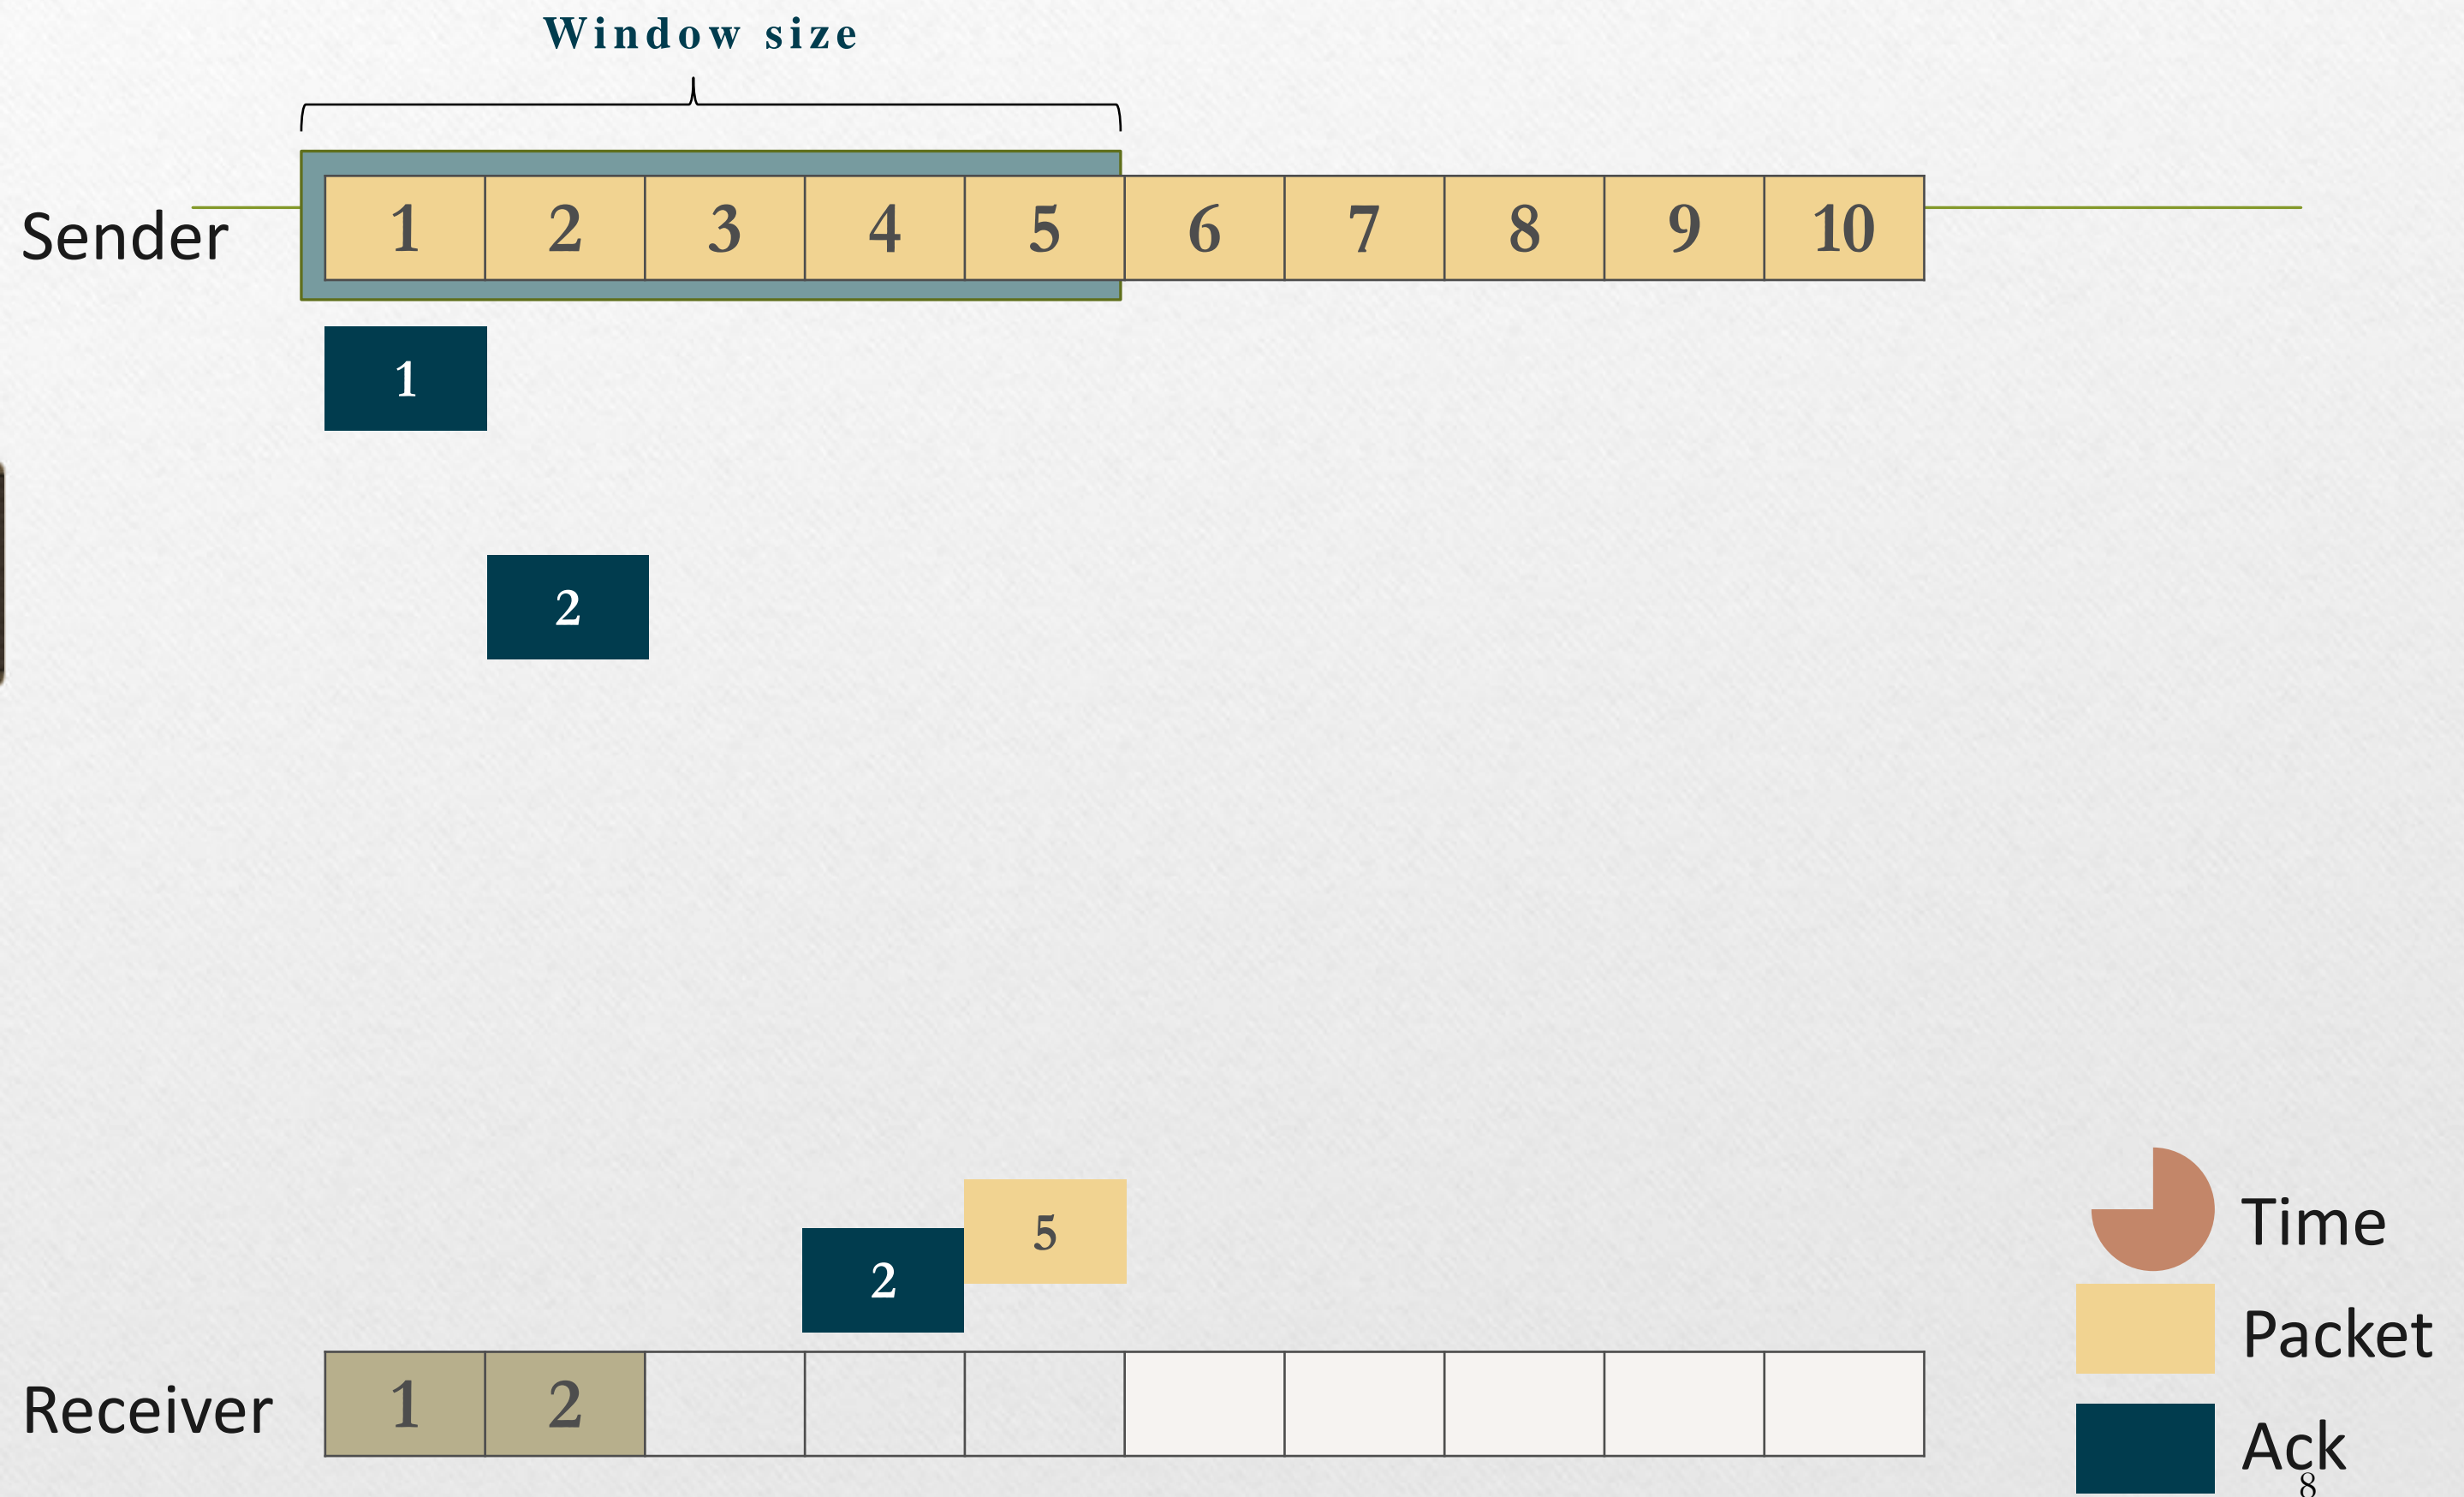 Window size
Sender
1 2 3 4 5 6 7 8 9 10
1
2
5
2
Time
Packet
Receiver
1 2
Ack
8